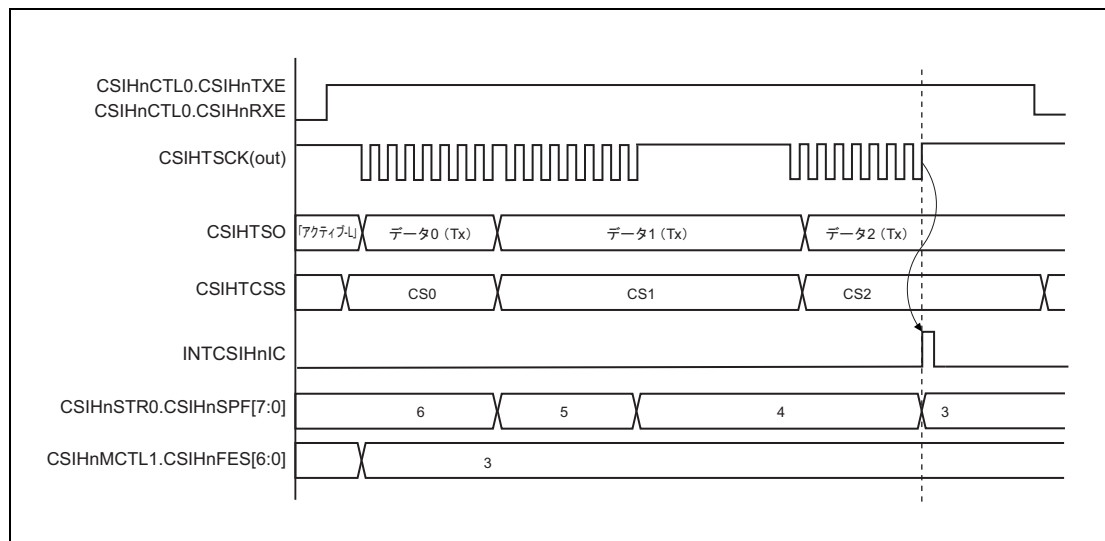 CSIHnCTL0.CSIHnTXE
CSIHnCTL0.CSIHnRXE
CSIHTSCK(out)
CSIHTSO
「アクティブ-L」
データ0（Tx）
データ1（Tx）
データ2（Tx）
CSIHTCSS
CS0
CS1
CS2
INTCSIHnIC
CSIHnSTR0.CSIHnSPF[7:0]
6
5
4
3
CSIHnMCTL1.CSIHnFES[6:0]
3